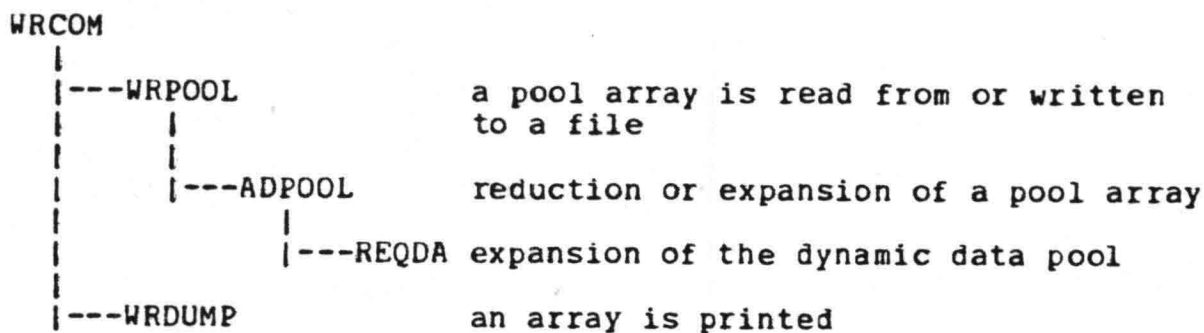 WRCOM
|
|---WRPOOL a pool array is read from or written
| | to a file
| |
| |---ADPOOL reduction or expansion of a pool array
| |
| |---REQDA expansion of the dynamic data pool
|
|---WRDUMP an array is printed